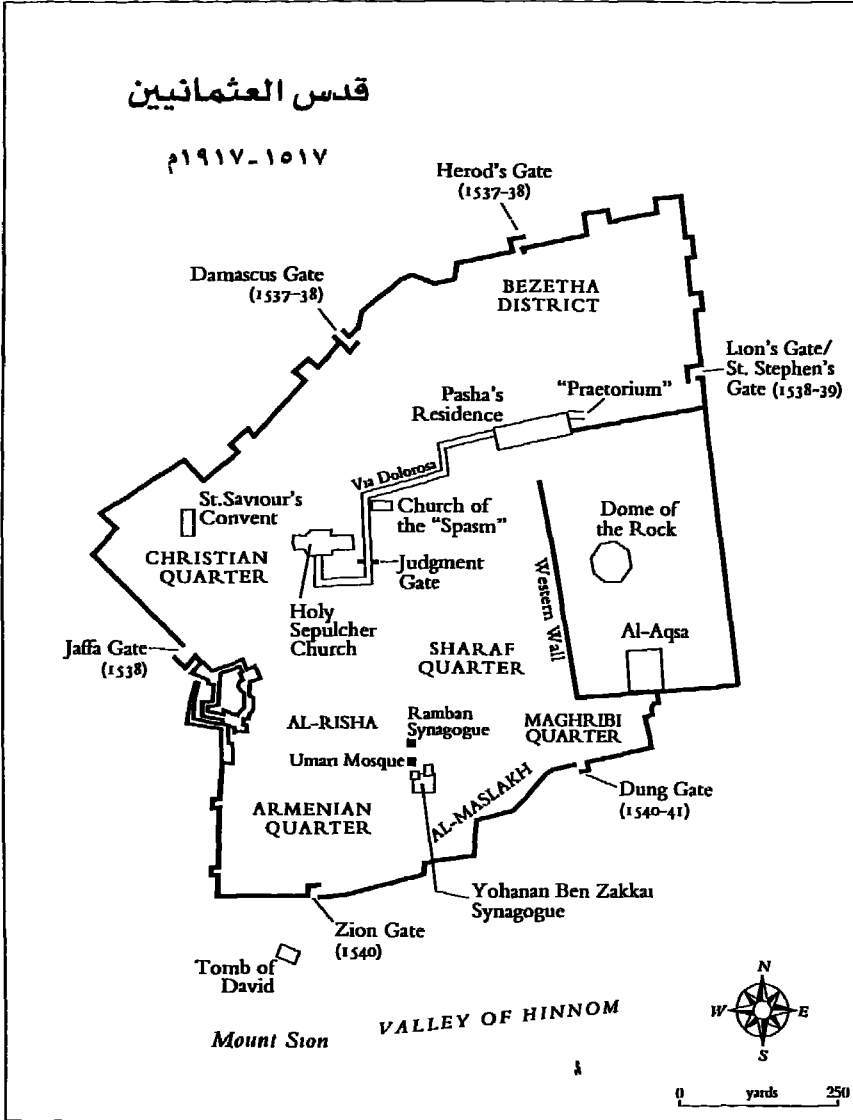 قدس العثمانيين
١٥١٧-١٩١٧م
Herod's Gate
(1537-38)
Damascus Gate
(1537-38)
BEZETHA
DISTRICT
Lion's Gate/
St. Stephen's
Gate (1538-39)
Pasha's
Residence
"Praetorium"
Via Dolorosa
St.Saviour's
Convent
Church of
the "Spasm"
Dome of
the Rock
CHRISTIAN
QUARTER
Judgment
Gate
Western Wall
Holy
Sepulcher
Church
Jaffa Gate
(1538)
SHARAF
QUARTER
Al-Aqsa
AL-RISHA
Ramban
Synagogue
MAGHRIBI
QUARTER
Umari Mosque
AL-MASLAKH
Dung Gate
(1540-41)
ARMENIAN
QUARTER
Yohanan Ben Zakkai
Synagogue
Zion Gate
(1540)
Tomb of
David
Mount Sion
VALLEY OF HINNOM
N
W
E
S
0 yards 250